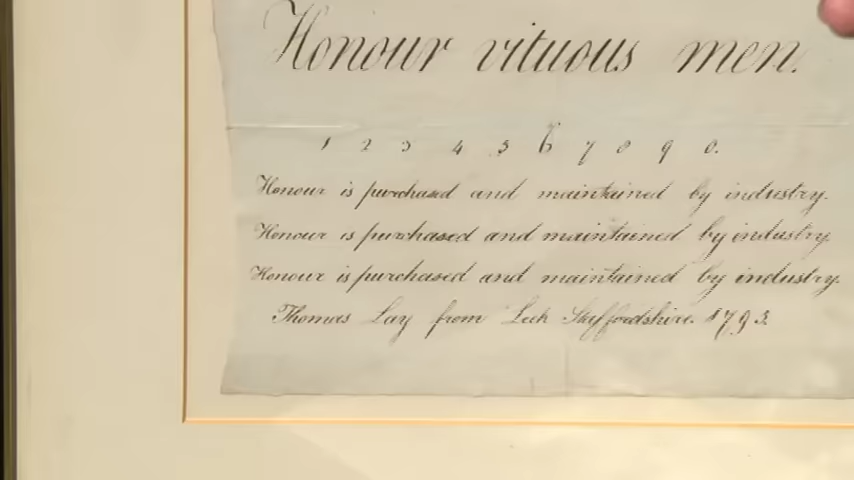 Honour vituous men.
1 2 3 4 5 6 7 8 9 0.
Honour is purchased and maintained by industry.
Honour is purchased and maintained by industry.
Honour is purchased and maintained by industry.
Thomas Lay from Leek Staffordshire. 1793.